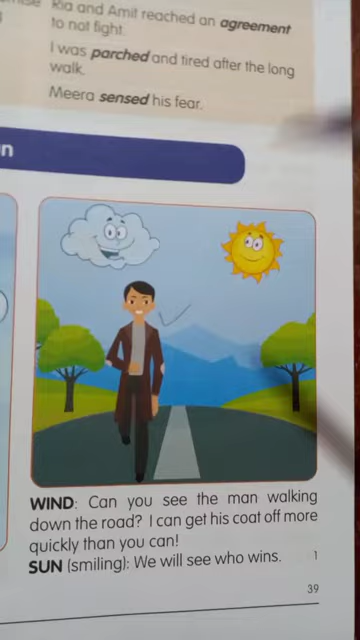 Ria and Amit reached an agreement
to not fight.
I was parched and tired after the long
walk.
Meera sensed his fear.
WIND: Can you see the man walking
down the road? I can get his coat off more
quickly than you can!
SUN (smiling): We will see who wins. 1
39